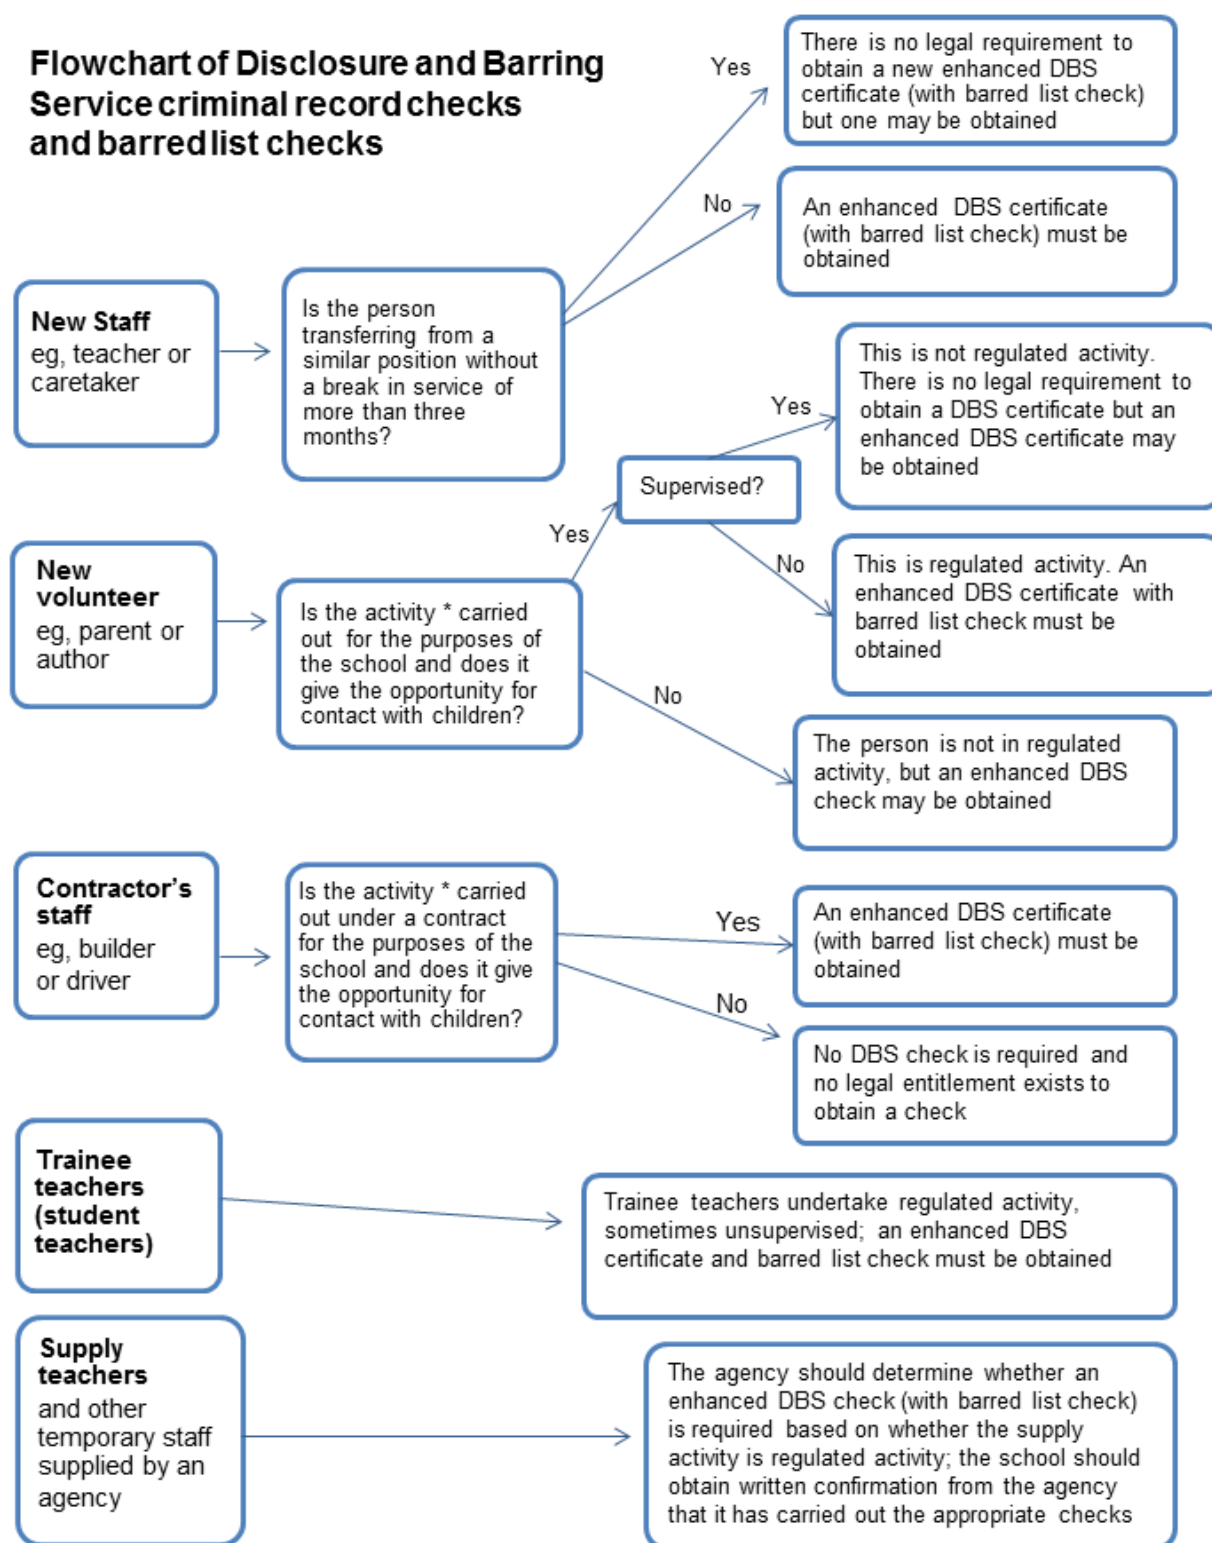 Flowchart of Disclosure and Barring
Service criminal record checks
and barred list checks
Yes
There is no legal requirement to
obtain a new enhanced DBS
certificate (with barred list check)
but one may be obtained
No
An enhanced DBS certificate
(with barred list check) must be
obtained
New Staff
eg, teacher or
caretaker
Is the person
transferring from a
similar position without
a break in service of
more than three
months?
This is not regulated activity.
There is no legal requirement to
obtain a DBS certificate but an
enhanced DBS certificate may
be obtained
Yes
Supervised?
Yes
No
This is regulated activity. An
enhanced DBS certificate with
barred list check must be
obtained
New
volunteer
eg, parent or
author
Is the activity * carried
out for the purposes of
the school and does it
give the opportunity for
contact with children?
No
The person is not in regulated
activity, but an enhanced DBS
check may be obtained
Contractor's
staff
eg, builder
or driver
Is the activity * carried
out under a contract
for the purposes of the
school and does it give
the opportunity for
contact with children?
Yes
An enhanced DBS certificate
(with barred list check) must be
obtained
No
No DBS check is required and
no legal entitlement exists to
obtain a check
Trainee
teachers
(student
teachers)
Trainee teachers undertake regulated activity,
sometimes unsupervised; an enhanced DBS
certificate and barred list check must be obtained
Supply
teachers
and other
temporary staff
supplied by an
agency
The agency should determine whether an
enhanced DBS check (with barred list check)
is required based on whether the supply
activity is regulated activity; the school should
obtain written confirmation from the agency
that it has carried out the appropriate checks